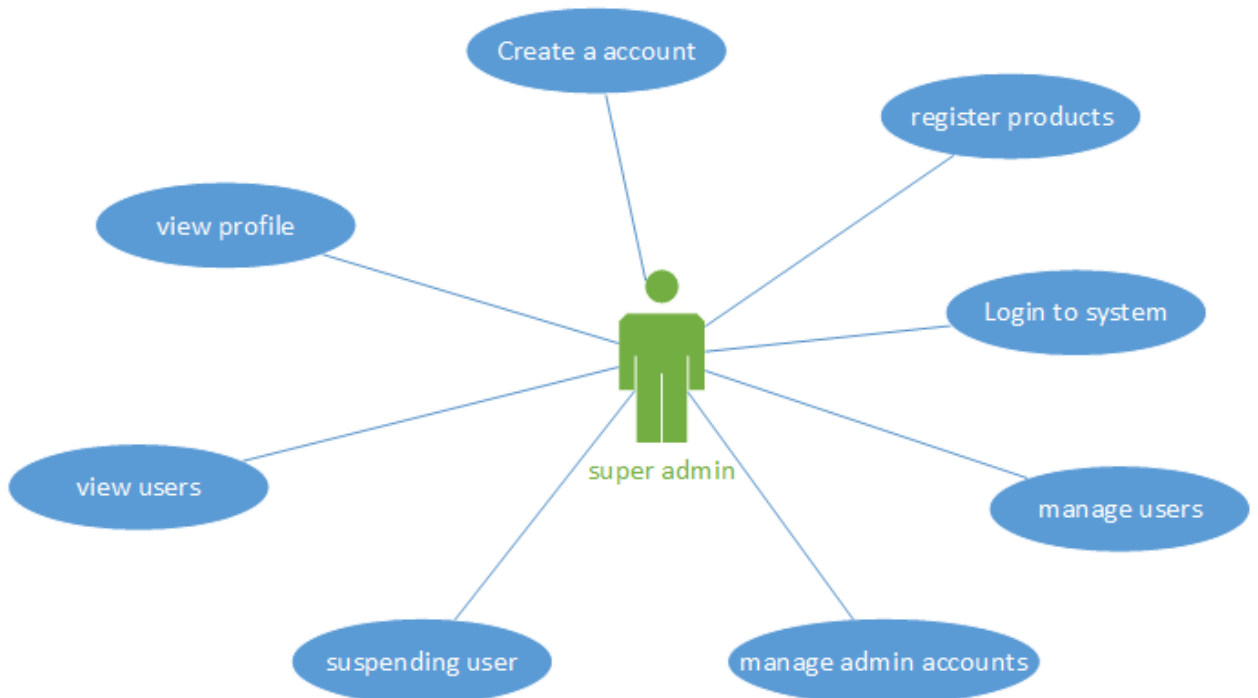 Create a account
register products
view profile
Login to system
super admin
view users
manage users
suspending user
manage admin accounts